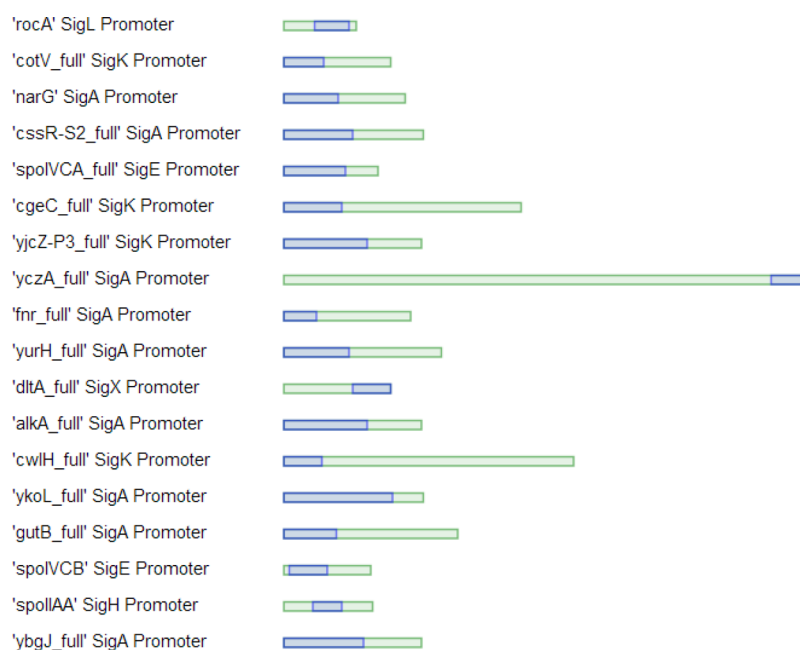 'rocA' SigL Promoter
'cotV_full' SigK Promoter
'narG' SigA Promoter
'cssR-S2_full' SigA Promoter
'spoIVCA_full' SigE Promoter
'cgeC_full' SigK Promoter
'yjcZ-P3_full' SigK Promoter
'yczA_full' SigA Promoter
'fnr_full' SigA Promoter
'yurH_full' SigA Promoter
'dltA_full' SigX Promoter
'alkA_full' SigA Promoter
'cwlH_full' SigK Promoter
'ykoL_full' SigA Promoter
'gutB_full' SigA Promoter
'spoIVCB' SigE Promoter
'spoIIAA' SigH Promoter
'ybgJ_full' SigA Promoter